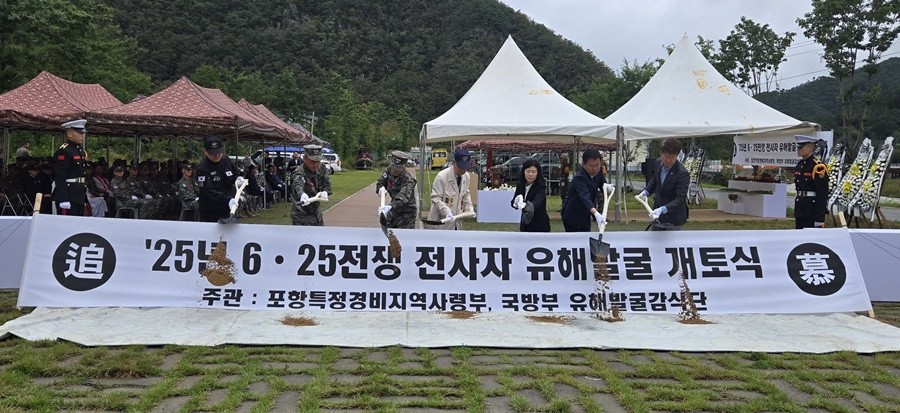 追 '25년 6·25전쟁 전사자 유해발굴 개토식 慕
주관 : 포항특정경비지역사령부, 국방부 유해발굴감식단